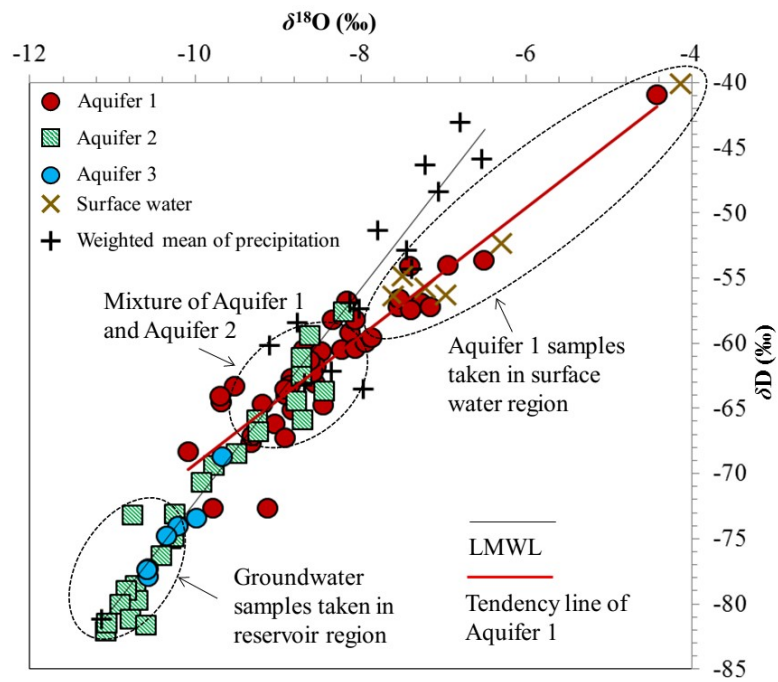 δ¹⁸O (‰)
-12 -10 -8 -6 -4
-40
-45
-50
-55
-60
-65
-70
-75
-80
-85
δD (‰)
Aquifer 1
Aquifer 2
Aquifer 3
Surface water
Weighted mean of precipitation
Mixture of Aquifer 1
and Aquifer 2
Aquifer 1 samples
taken in surface
water region
Groundwater
samples taken in
reservoir region
LMWL
Tendency line of
Aquifer 1